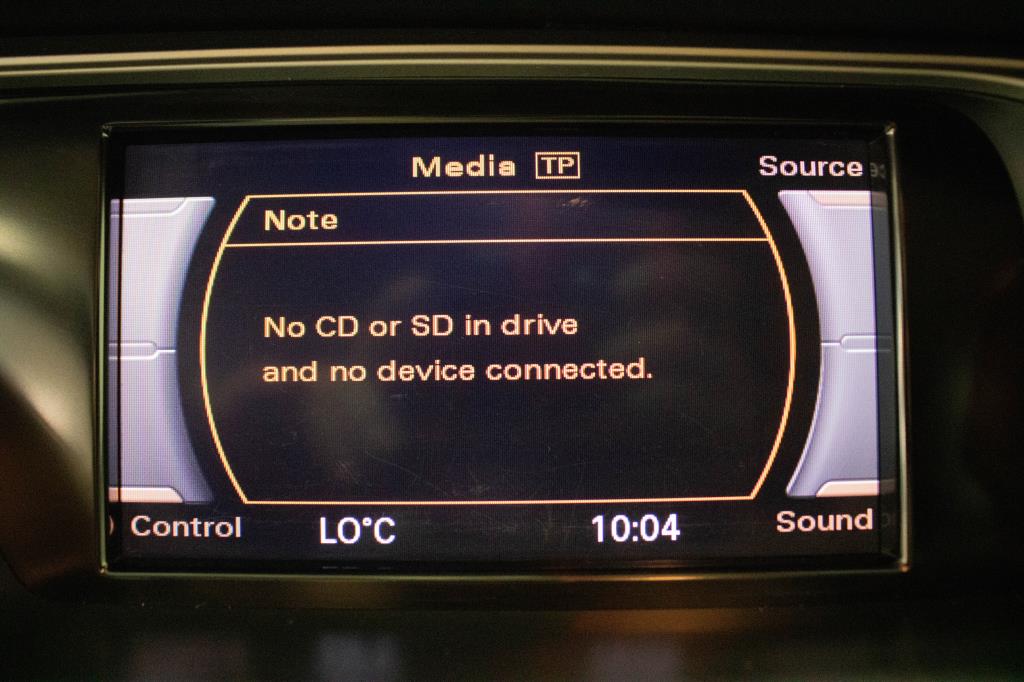 Media TP Source
Note
No CD or SD in drive
and no device connected.
Control LO°C 10:04 Sound